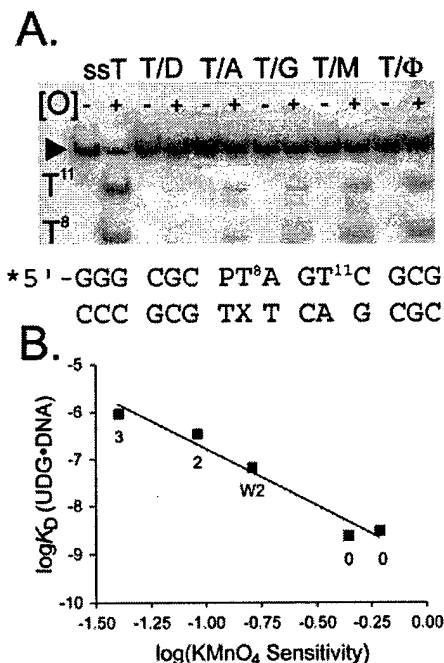 A.
ssT T/D T/A T/G T/M T/Φ
[O] - + - + - + - + - + - +
T¹¹
T⁸
*5'-GGG CGC PT⁸A GT¹¹C GCG
CCC GCG TX T CA G CGC
B.
logK_D (UDG•DNA)
-5
-6
-7
-8
-9
-10
3
2
W2
0
0
-1.50 -1.25 -1.00 -0.75 -0.50 -0.25 0.00
log(KMnO₄ Sensitivity)